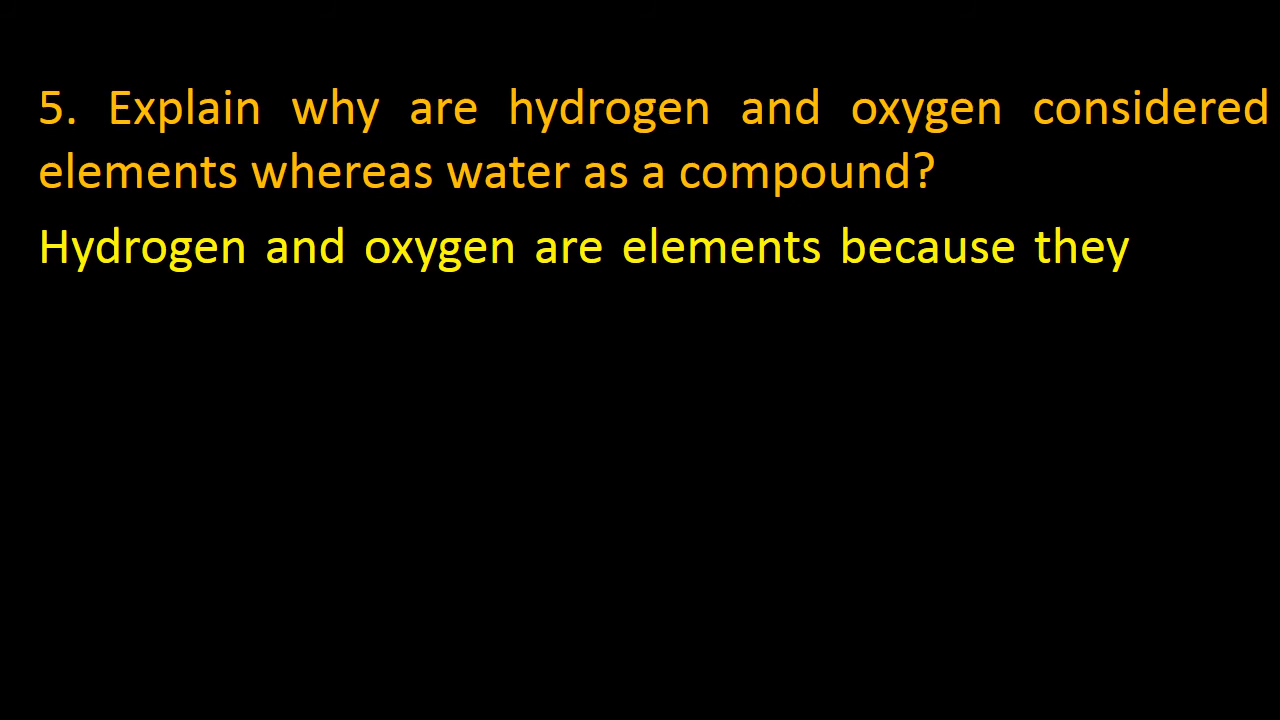 5. Explain why are hydrogen and oxygen considered
elements whereas water as a compound?
Hydrogen and oxygen are elements because they